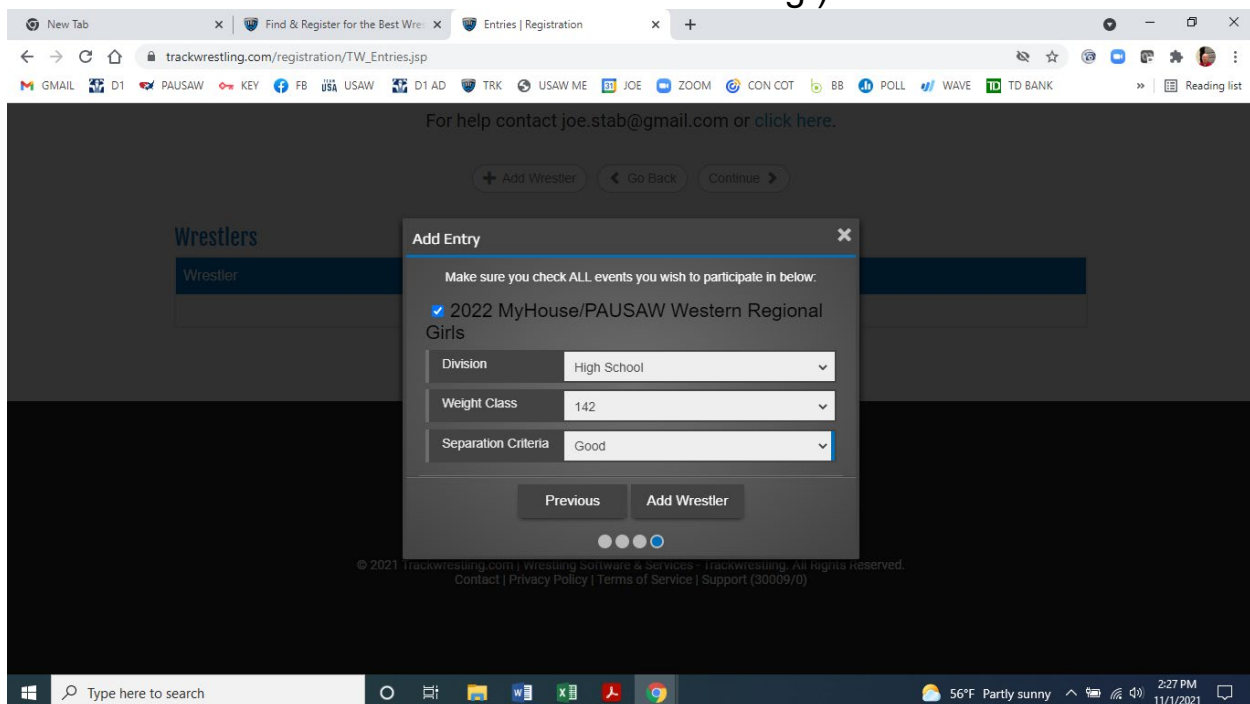 g )
New Tab Find & Register for the Best Wres Entries | Registration
trackwrestling.com/registration/TW_Entries.jsp
GMAIL D1 PAUSAW KEY FB USA USAW D1 AD TRK USAW ME 31 JOE ZOOM CON COT BB POLL WAVE TD TD BANK » Reading list
For help contact joe.stab@gmail.com or click here.
Add Wrestler Go Back Continue
Wrestlers
Wrestler
Add Entry
Make sure you check ALL events you wish to participate in below:
2022 MyHouse/PAUSAW Western Regional
Girls
Division High School
Weight Class 142
Separation Criteria Good
Previous Add Wrestler
© 2021 Trackwrestling.com | Wrestling Software & Services - Trackwrestling. All Rights Reserved.
Contact | Privacy Policy | Terms of Service | Support (30009/0)
Type here to search 56°F Partly sunny 2:27 PM
11/1/2021